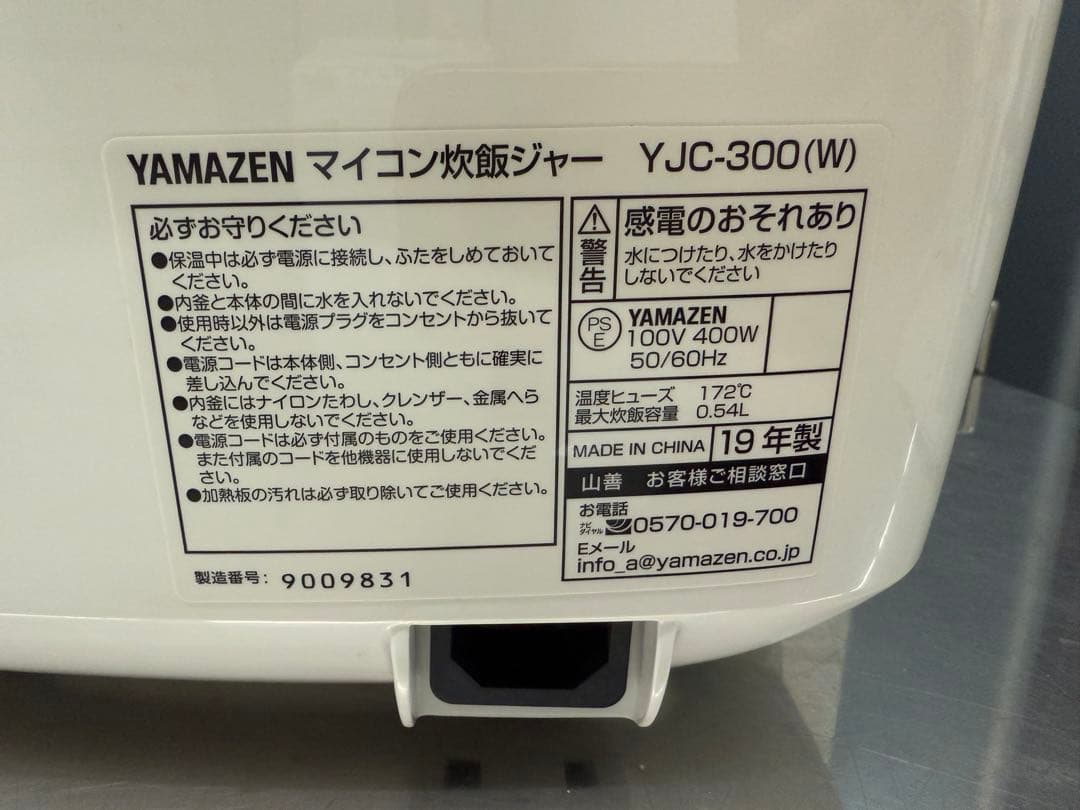 YAMAZEN マイコン炊飯ジャー YJC-300(W)
必ずお守りください
●保温中は必ず電源に接続し、ふたをしめておいて
ください。
●内釜と本体の間に水を入れないでください。
●使用時以外は電源プラグをコンセントから抜いて
ください。
●電源コードは本体側、コンセント側ともに確実に
差し込んでください。
●内釜にはナイロンたわし、クレンザー、金属へら
などを使用しないでください。
●電源コードは必ず付属のものをご使用ください。
また付属のコードを他機器に使用しないでくだ
さい。
●加熱板の汚れは必ず取り除いてご使用ください。
製造番号: 9009831
警告
感電のおそれあり
水につけたり、水をかけたり
しないでください
PS
E
YAMAZEN
100V 400W
50/60Hz
温度ヒューズ 172℃
最大炊飯容量 0.54L
MADE IN CHINA 19年製
山善 お客様ご相談窓口
お電話
ナビ
ダイヤル 0570-019-700
Eメール
info_a@yamazen.co.jp